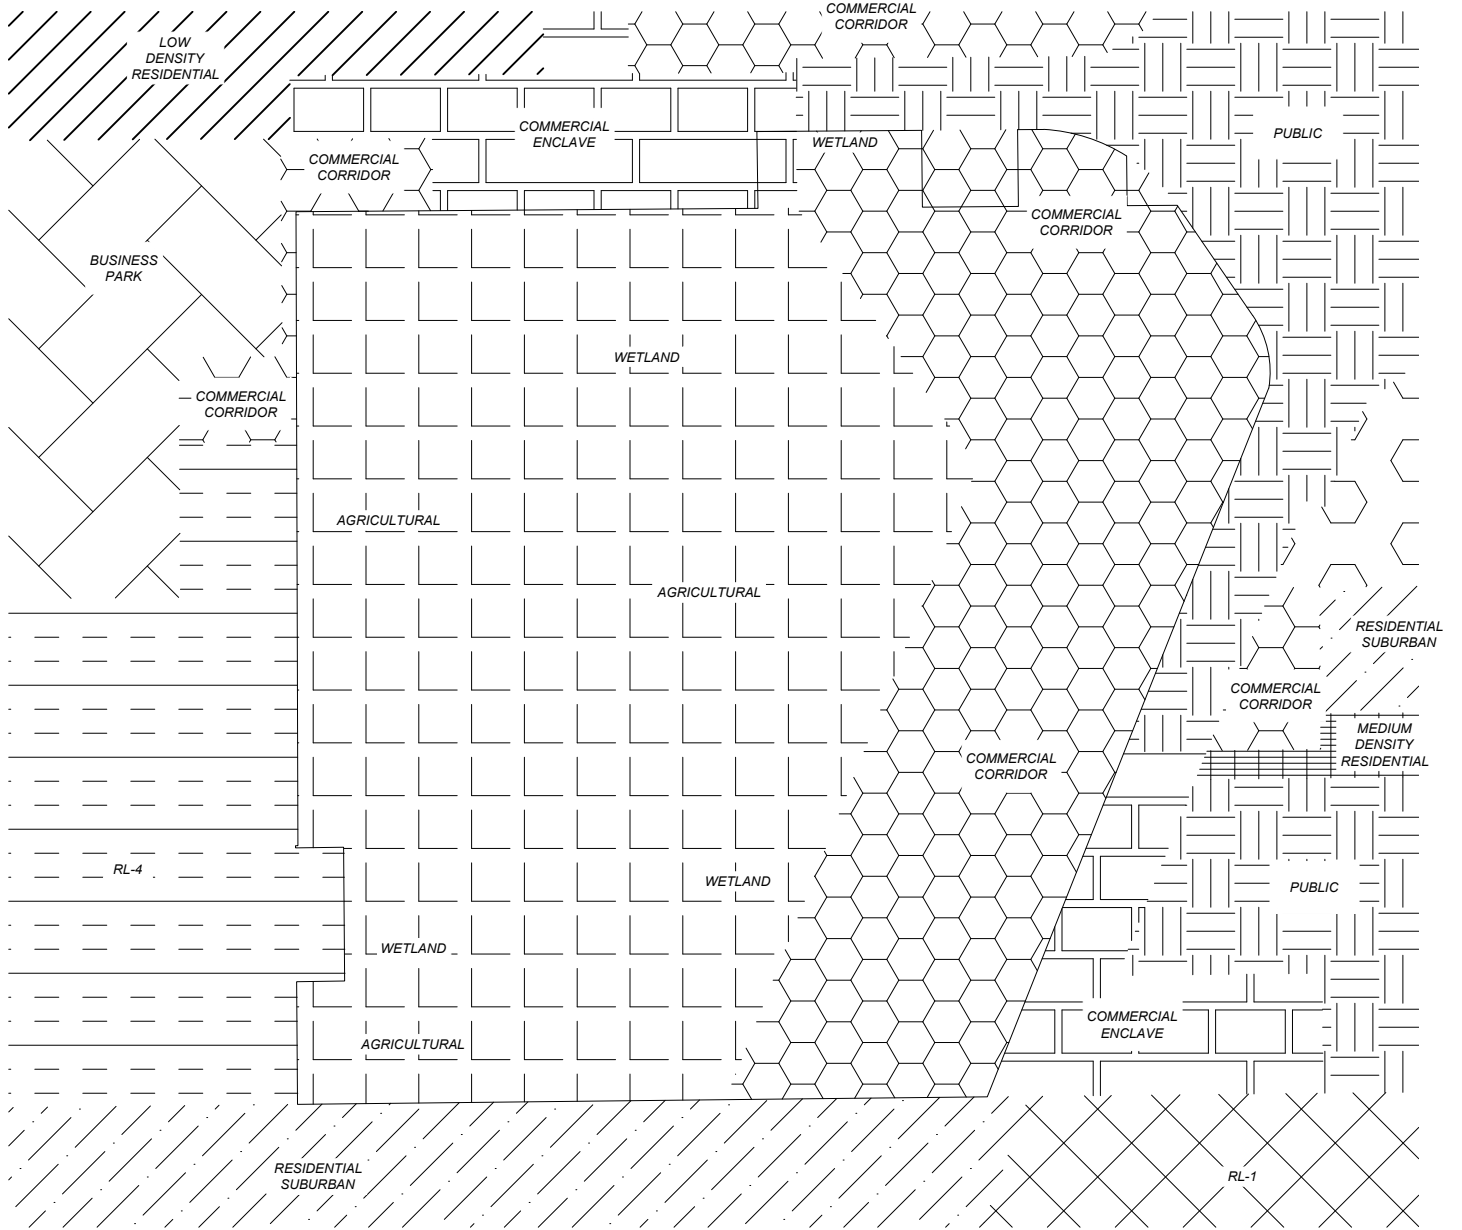 COMMERCIAL
CORRIDOR
LOW
DENSITY
RESIDENTIAL
COMMERCIAL
ENCLAVE
PUBLIC
WETLAND
COMMERCIAL
CORRIDOR
COMMERCIAL
CORRIDOR
BUSINESS
PARK
WETLAND
COMMERCIAL
CORRIDOR
AGRICULTURAL
AGRICULTURAL
RESIDENTIAL
SUBURBAN
COMMERCIAL
CORRIDOR
MEDIUM
DENSITY
RESIDENTIAL
COMMERCIAL
CORRIDOR
RL-4
WETLAND
PUBLIC
WETLAND
COMMERCIAL
ENCLAVE
AGRICULTURAL
RESIDENTIAL
SUBURBAN
RL-1